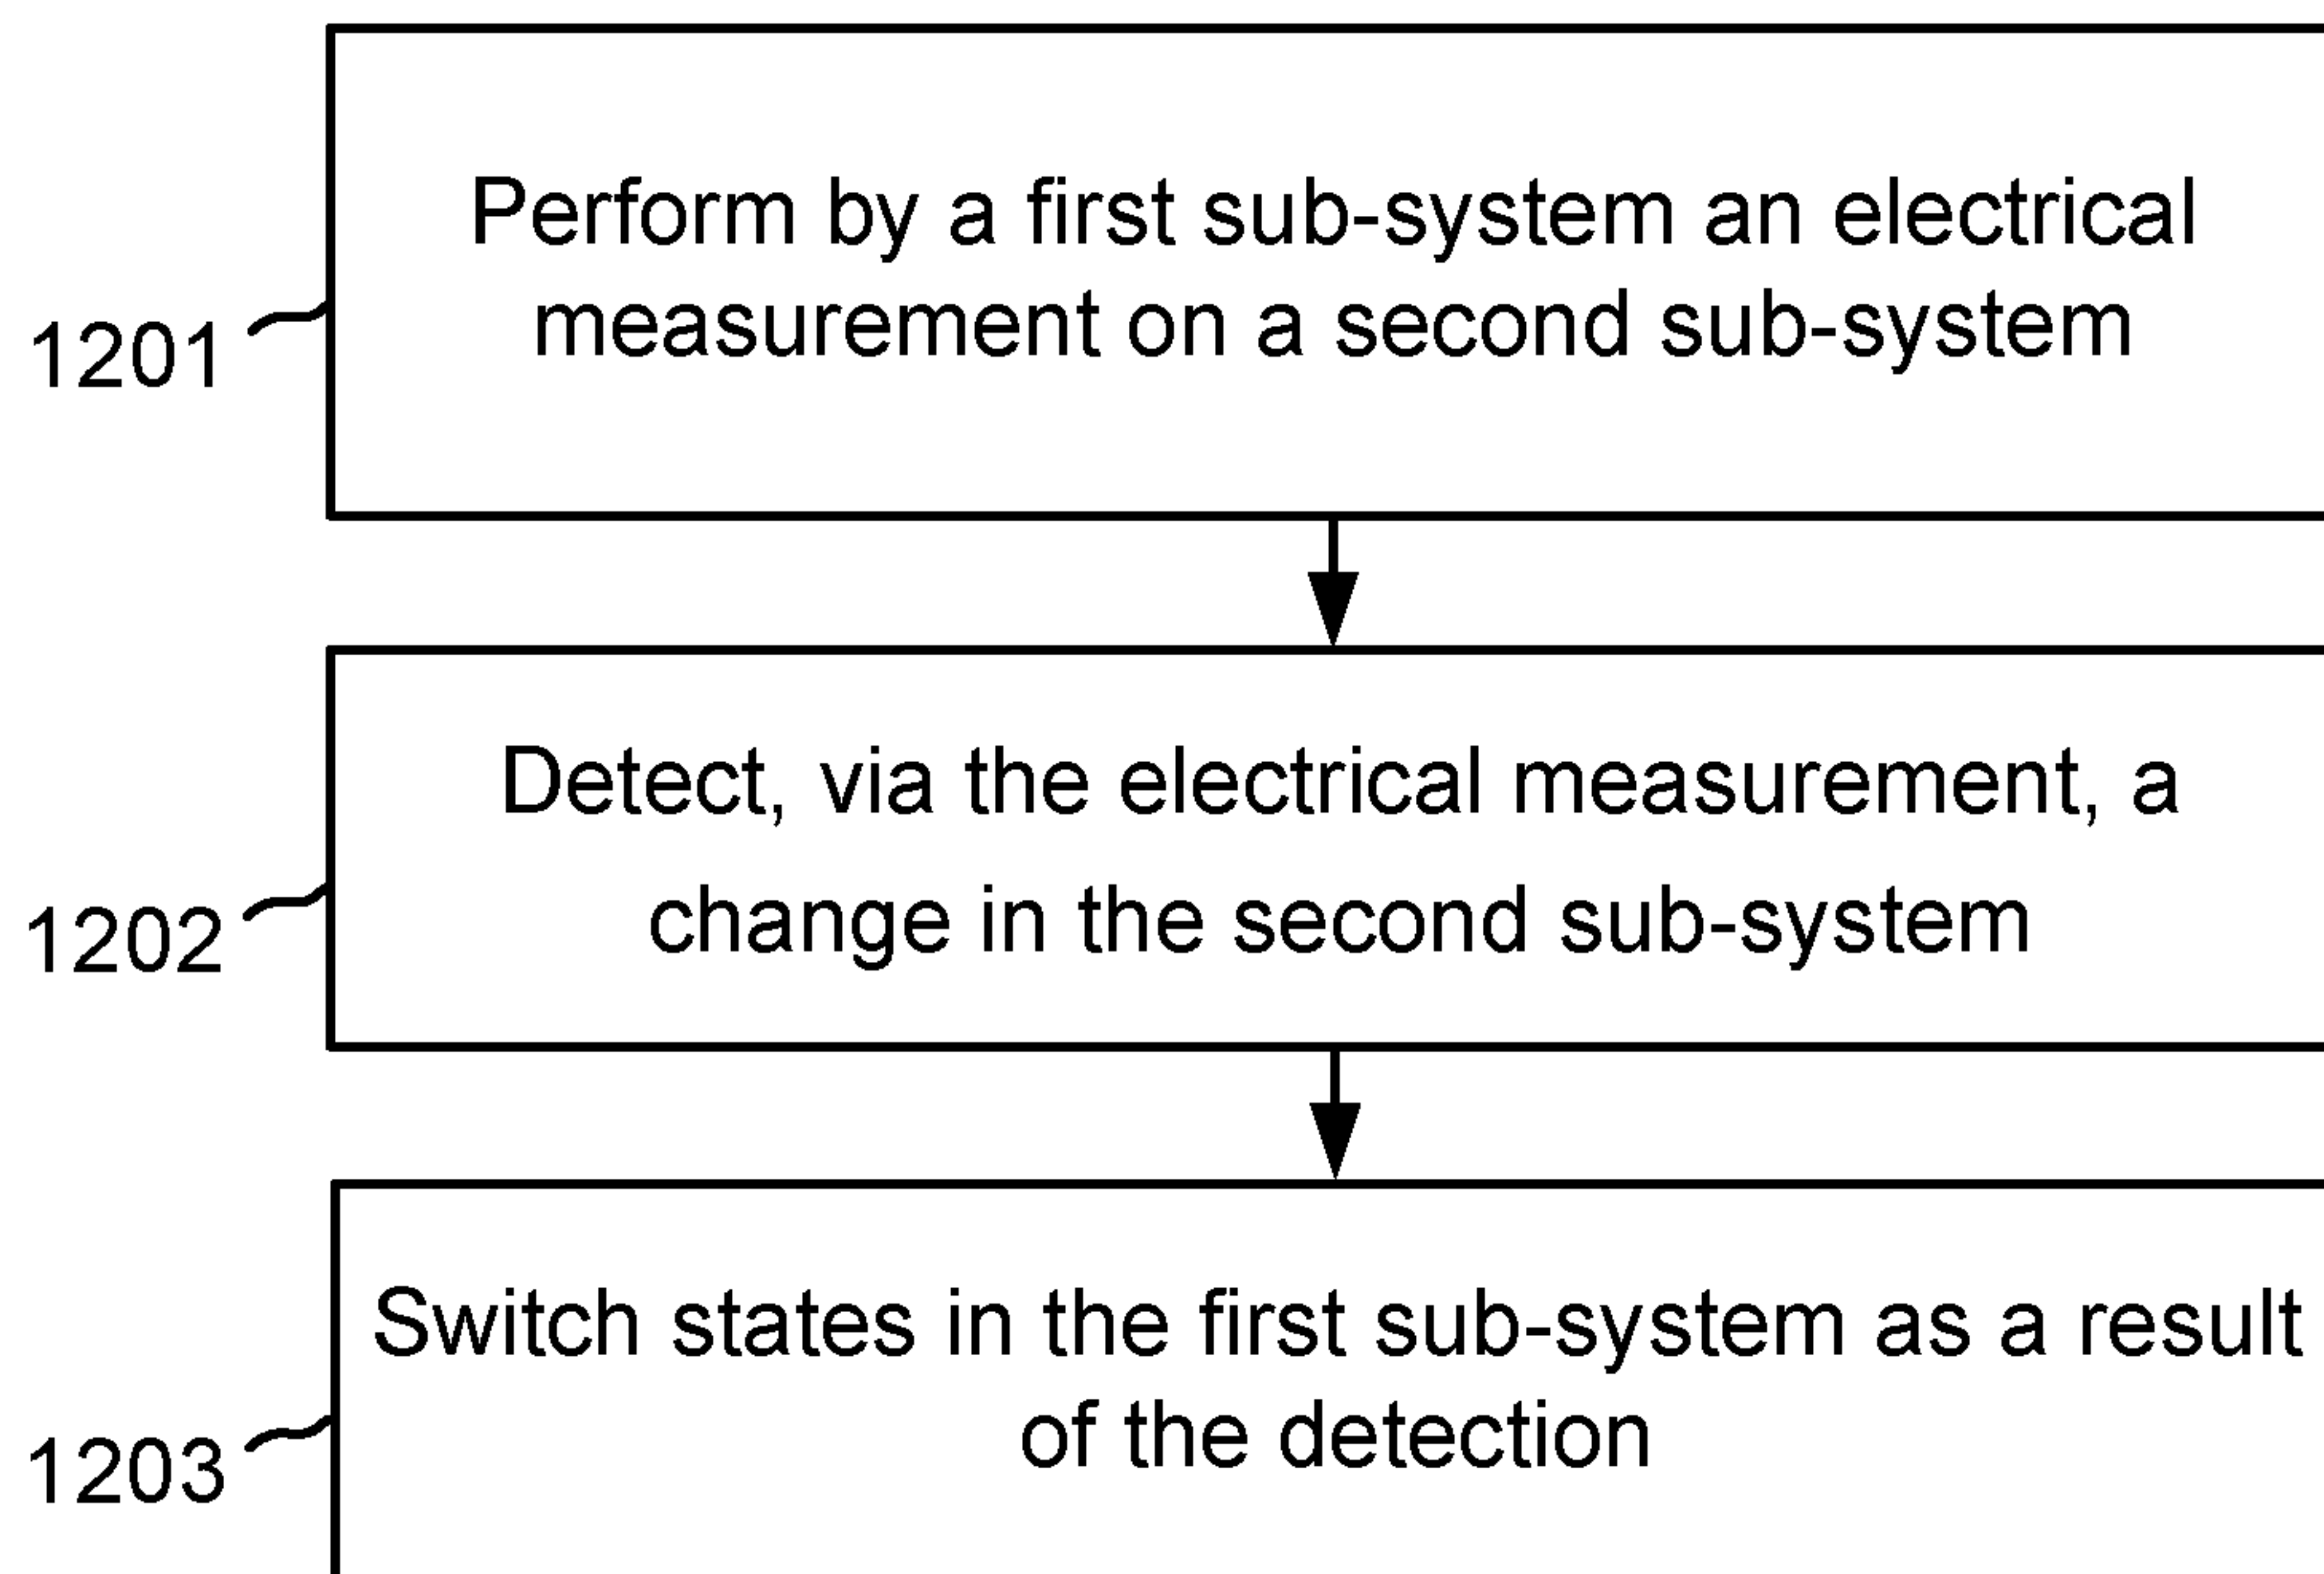 Perform by a first sub-system an electrical
measurement on a second sub-system
1201
Detect, via the electrical measurement, a
change in the second sub-system
1202
Switch states in the first sub-system as a result
of the detection
1203